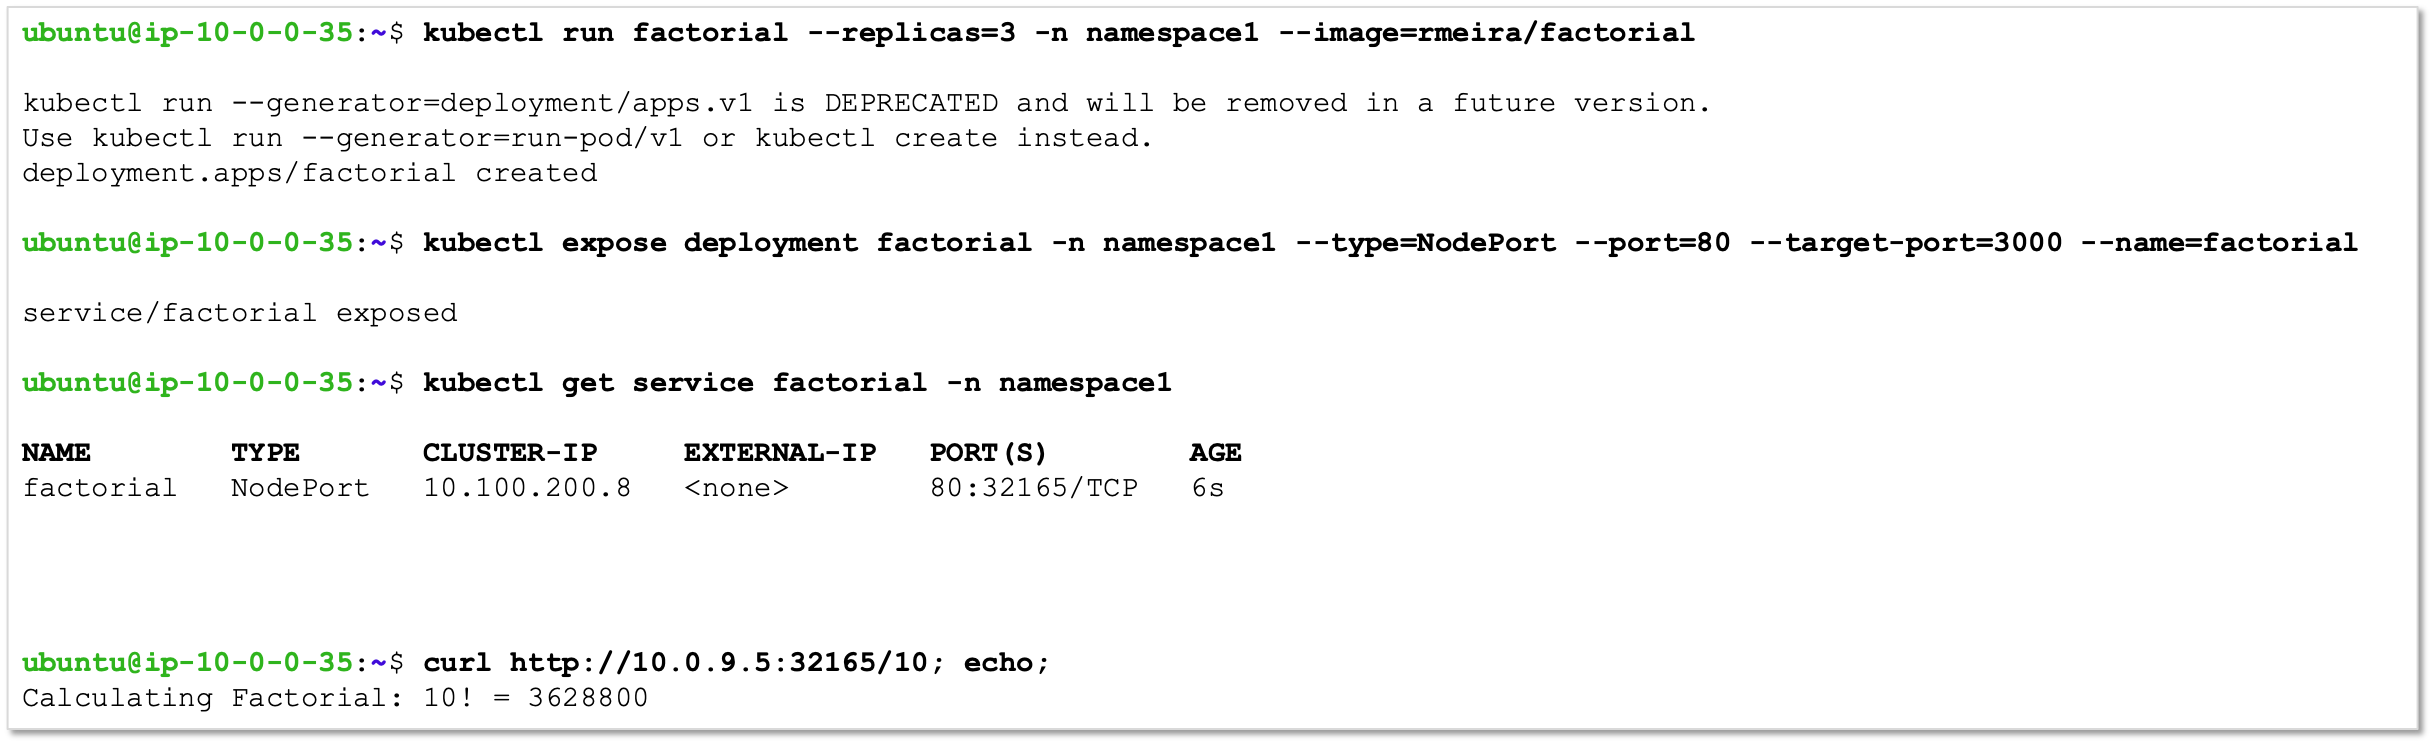 ubuntu@ip-10-0-0-35:~$ kubectl run factorial --replicas=3 -n namespace1 --image=rmeira/factorial
kubectl run --generator=deployment/apps.v1 is DEPRECATED and will be removed in a future version.
Use kubectl run --generator=run-pod/v1 or kubectl create instead.
deployment.apps/factorial created
ubuntu@ip-10-0-0-35:~$ kubectl expose deployment factorial -n namespace1 --type=NodePort --port=80 --target-port=3000 --name=factorial
service/factorial exposed
ubuntu@ip-10-0-0-35:~$ kubectl get service factorial -n namespace1
NAME        TYPE       CLUSTER-IP     EXTERNAL-IP   PORT(S)        AGE
factorial   NodePort   10.100.200.8   <none>        80:32165/TCP   6s
ubuntu@ip-10-0-0-35:~$ curl http://10.0.9.5:32165/10; echo;
Calculating Factorial: 10! = 3628800